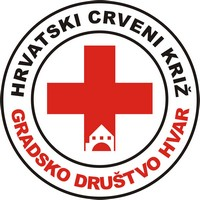 HRVATSKI CRVENI KRIŽ
GRADSKO DRUŠTVO HVAR